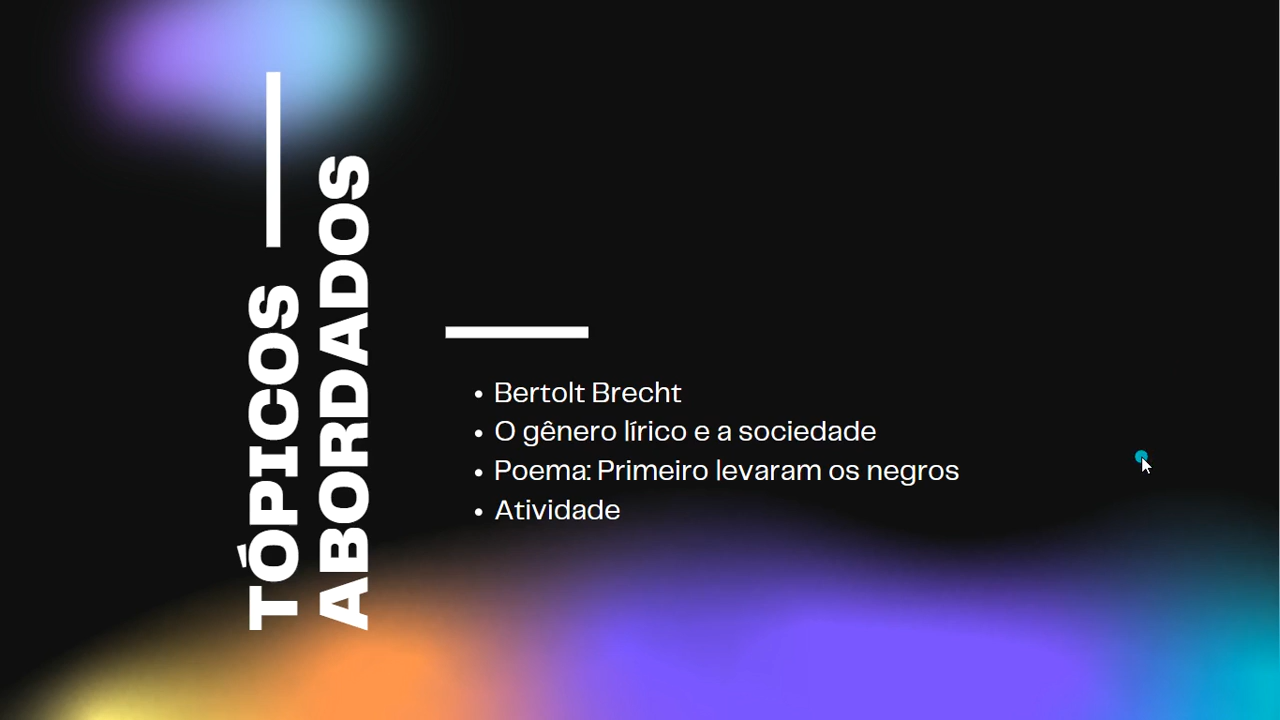 TÓPICOS
ABORDADOS
• Bertolt Brecht
• O gênero lírico e a sociedade
• Poema: Primeiro levaram os negros
• Atividade